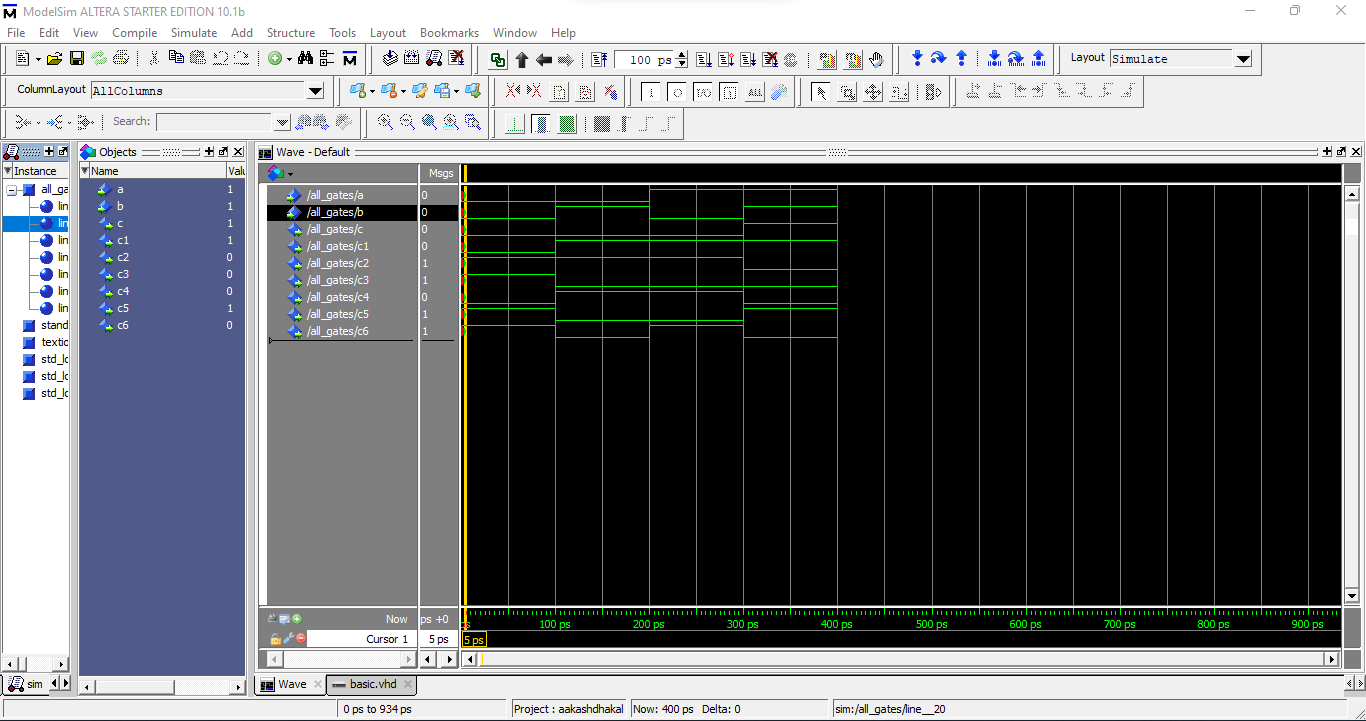 ModelSim ALTERA STARTER EDITION 10.1b
File Edit View Compile Simulate Add Structure Tools Layout Bookmarks Window Help
100 ps
Layout Simulate
ColumnLayout AllColumns
Search:
Objects
Wave - Default
Instance
Name
Msgs
all_ga
lin
lin
lin
lin
lin
lin
lin
stand
textio
std_lo
std_lo
std_lo
a 1
b 1
c 1
c1 1
c2 0
c3 0
c4 0
c5 1
c6 0
/all_gates/a 0
/all_gates/b 0
/all_gates/c 0
/all_gates/c1 0
/all_gates/c2 1
/all_gates/c3 1
/all_gates/c4 0
/all_gates/c5 1
/all_gates/c6 1
Now ps +0
100 ps 200 ps 300 ps 400 ps 500 ps 600 ps 700 ps 800 ps 900 ps
Cursor 1 5 ps 5 ps
sim
Wave
basic.vhd
0 ps to 934 ps
Project : aakashdhakal
Now: 400 ps Delta: 0
sim:/all_gates/line__20